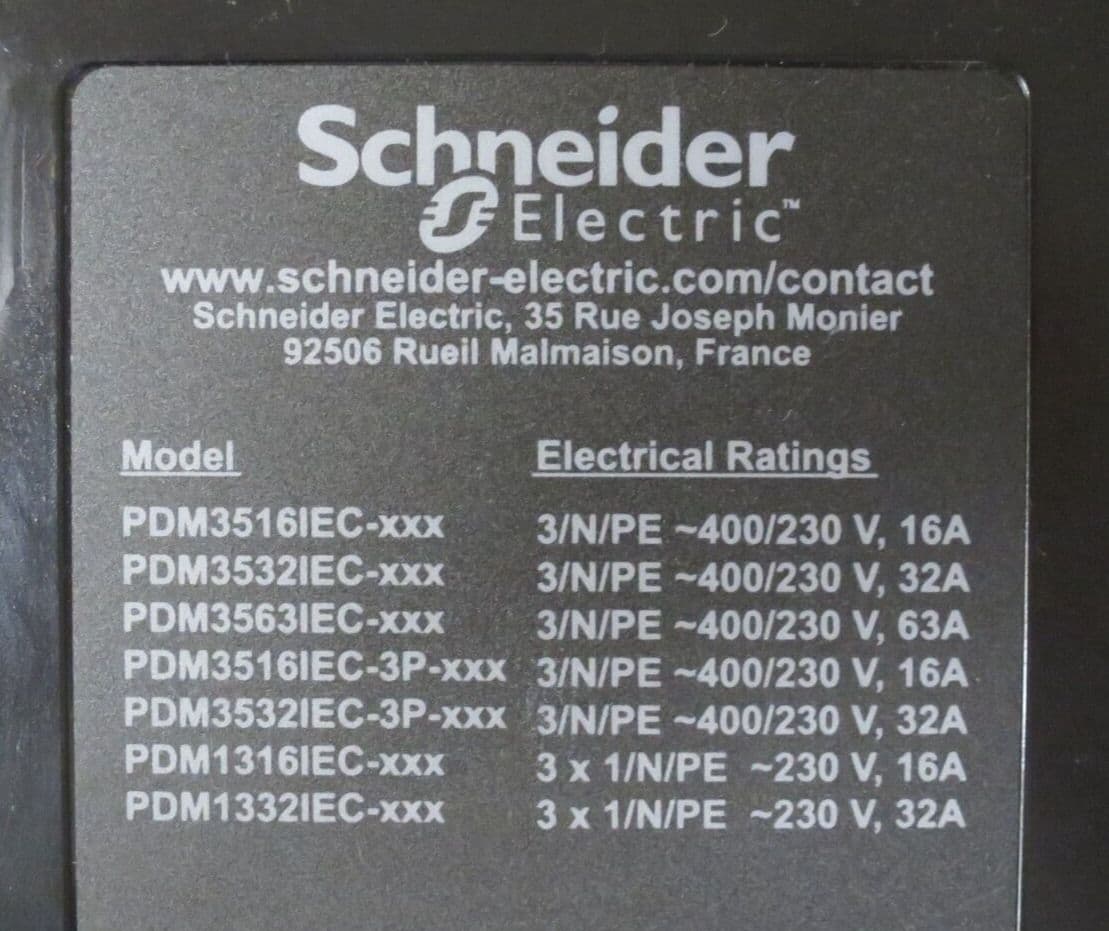 Schneider
Electric™
www.schneider-electric.com/contact
Schneider Electric, 35 Rue Joseph Monier
92506 Rueil Malmaison, France
Model Electrical Ratings
PDM3516IEC-xxx 3/N/PE ~400/230 V, 16A
PDM3532IEC-xxx 3/N/PE ~400/230 V, 32A
PDM3563IEC-xxx 3/N/PE ~400/230 V, 63A
PDM3516IEC-3P-xxx 3/N/PE ~400/230 V, 16A
PDM3532IEC-3P-xxx 3/N/PE ~400/230 V, 32A
PDM1316IEC-xxx 3 x 1/N/PE ~230 V, 16A
PDM1332IEC-xxx 3 x 1/N/PE ~230 V, 32A